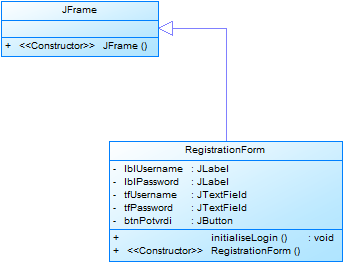 JFrame
+ <<Constructor>> JFrame ()
RegistrationForm
- lblUsername : JLabel
- lblPassword : JLabel
- tfUsername : JTextField
- tfPassword : JTextField
- btnPotvrdi : JButton
+ initialiseLogin () : void
+ <<Constructor>> RegistrationForm ()